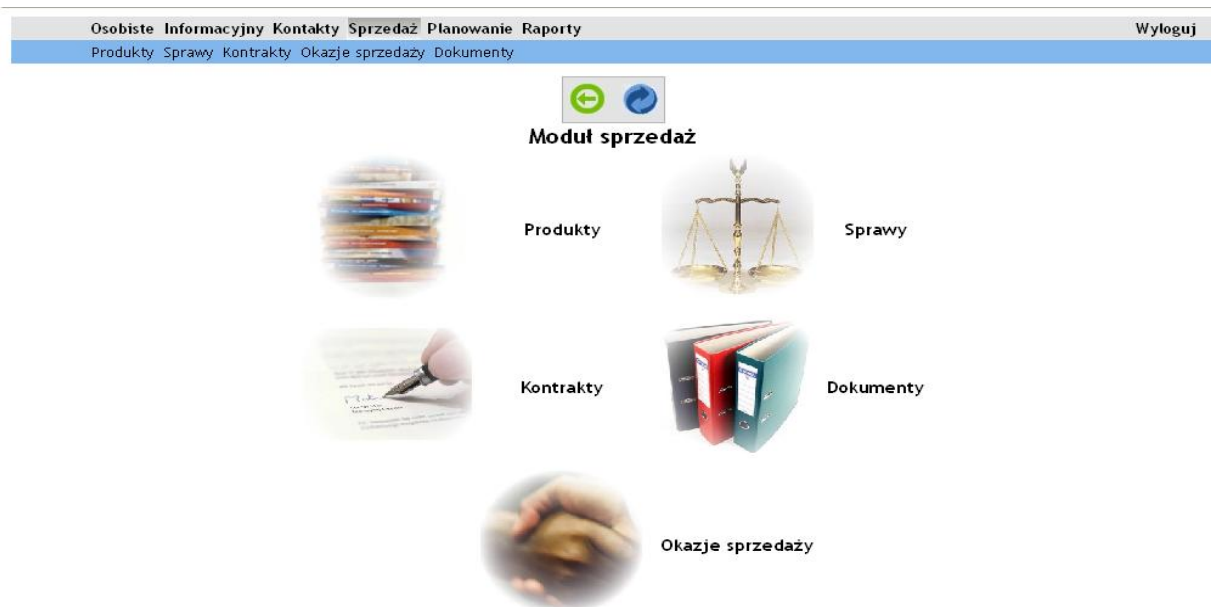 Osobiste Informacyjny Kontakty Sprzedaż Planowanie Raporty Wyloguj
Produkty Sprawy Kontrakty Okazje sprzedaży Dokumenty
Moduł sprzedaż
Produkty Sprawy
Kontrakty Dokumenty
Okazje sprzedaży